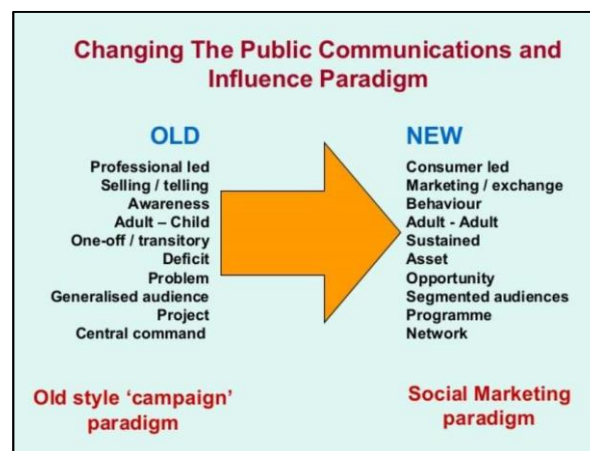 Changing The Public Communications and
Influence Paradigm
OLD
Professional led
Selling / telling
Awareness
Adult – Child
One-off / transitory
Deficit
Problem
Generalised audience
Project
Central command
NEW
Consumer led
Marketing / exchange
Behaviour
Adult - Adult
Sustained
Asset
Opportunity
Segmented audiences
Programme
Network
Old style ‘campaign’
paradigm
Social Marketing
paradigm